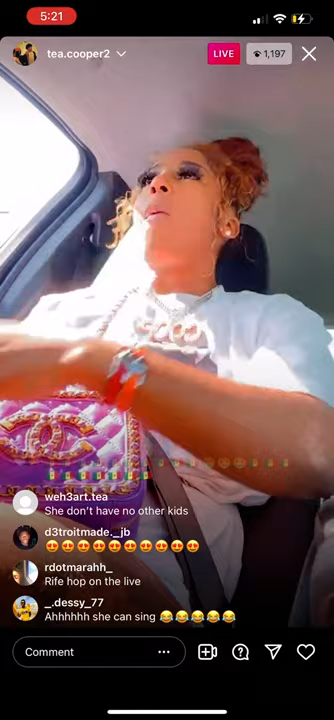 5:21
tea.cooper2
LIVE
1,197
weh3art.tea
She don't have no other kids
d3troitmade._jb
😍😍😍😍😍😍😍😍😍😍
rdotmarahh_
Rife hop on the live
_.dessy_77
Ahhhhhh she can sing 😂😂😂😂😂
Comment